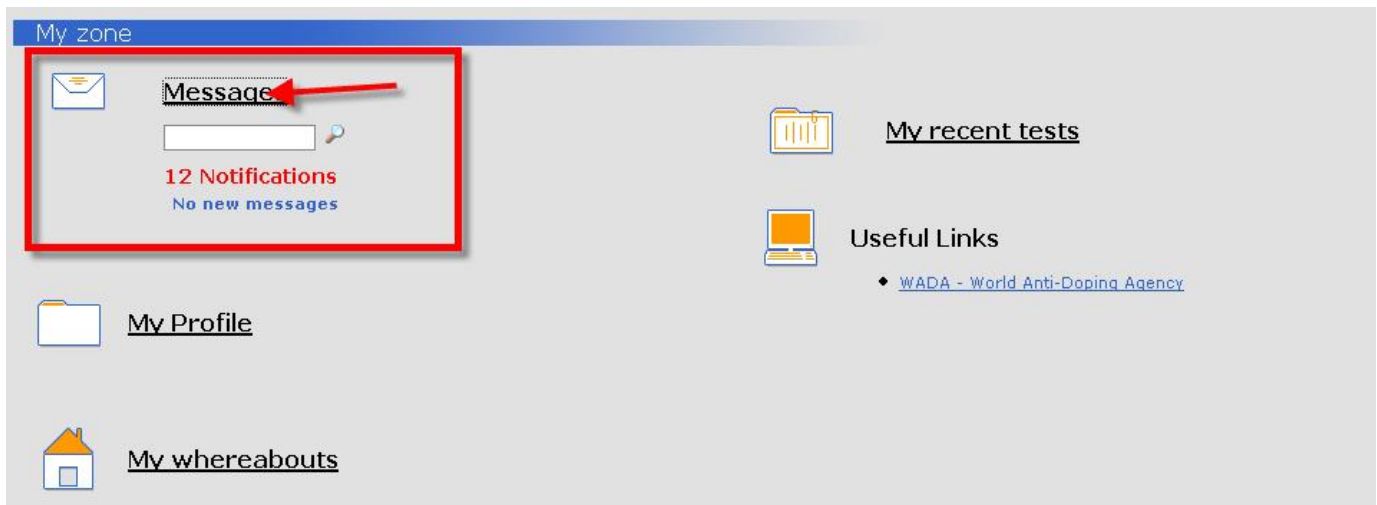 My zone
Message
12 Notifications
No new messages
My Profile
My whereabouts
My recent tests
Useful Links
WADA - World Anti-Doping Agency